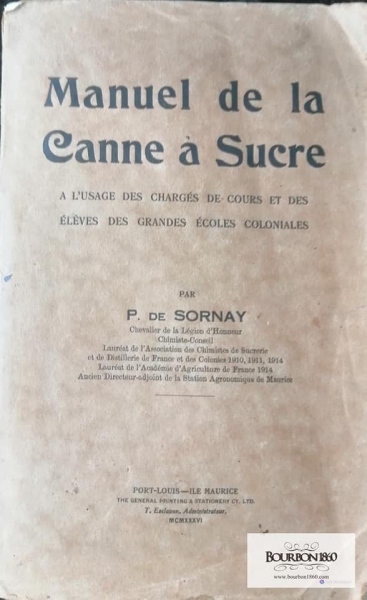 Manuel de la
Canne à Sucre
A L'USAGE DES CHARGÉS DE COURS ET DES
ÉLÈVES DES GRANDES ÉCOLES COLONIALES
PAR
P. DE SORNAY
Chevalier de la Légion d'Honneur
Chimiste-Conseil
Lauréat de l'Association des Chimistes de Sucrerie
et de Distillerie de France et des Colonies 1910, 1911, 1914
Lauréat de l'Académie d'Agriculture de France 1914
Ancien Directeur-adjoint de la Station Agronomique de Maurice
PORT-LOUIS—ILE MAURICE
THE GENERAL PRINTING & STATIONERY CY, LTD.
T. Esclapon, Administrateur.
MCMXXXVI
BOURBON1860
www.bourbon1860.com